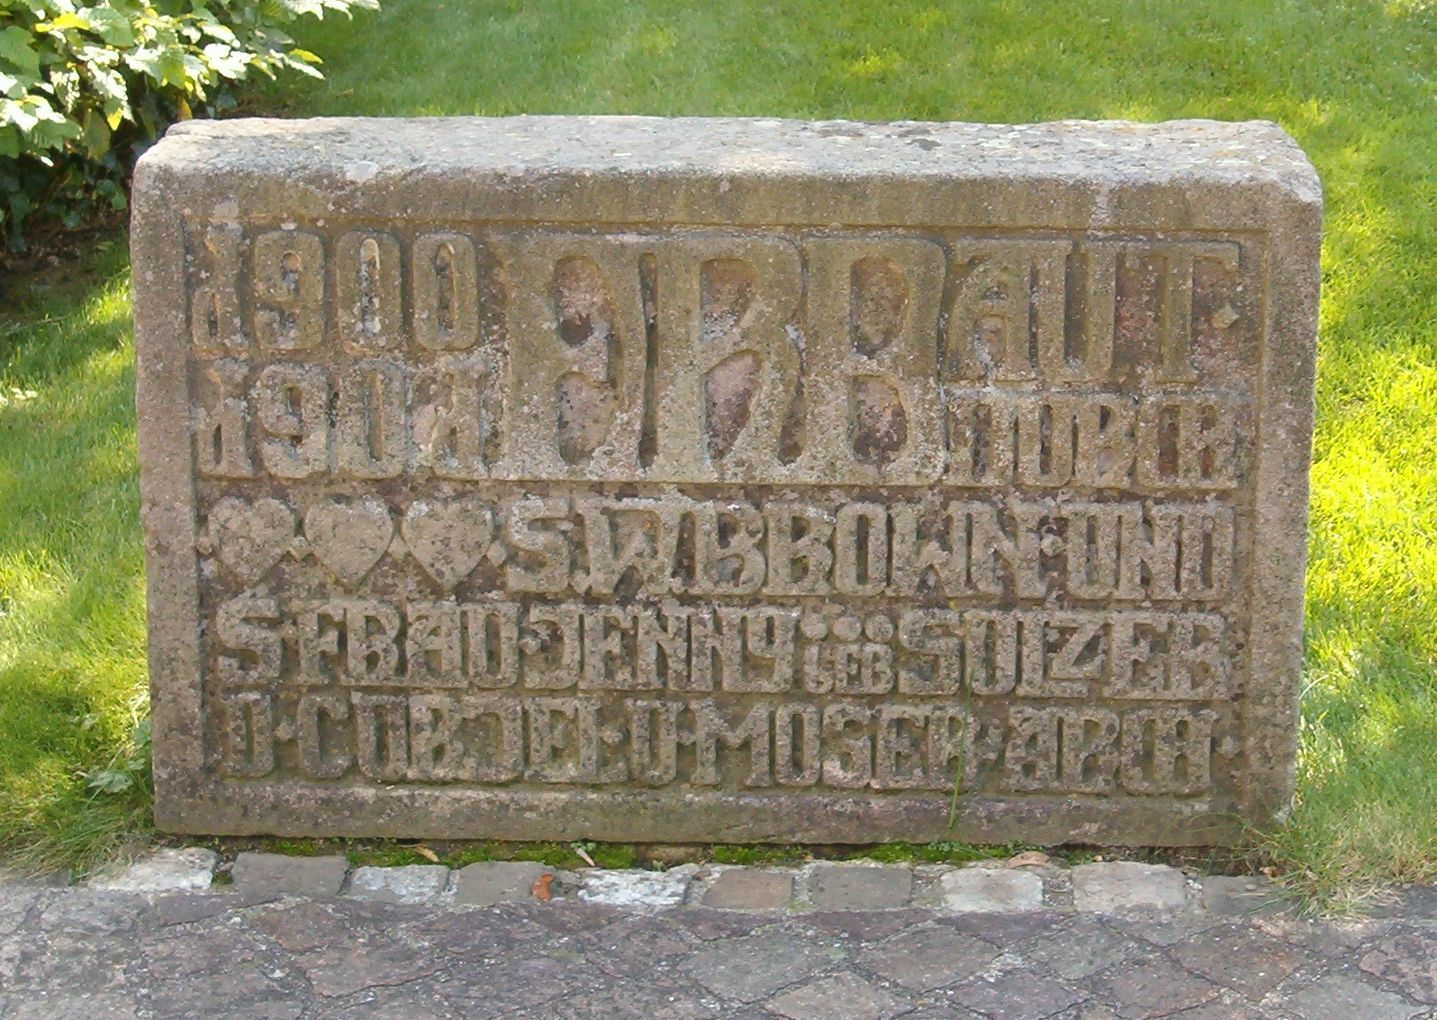 1900 ERBAUT
1901 DURCH
S.W.BROWN·UND
S·FRAU·JENNY GEB SULZER
D·CURJEL·U·MOSER·ARCH·